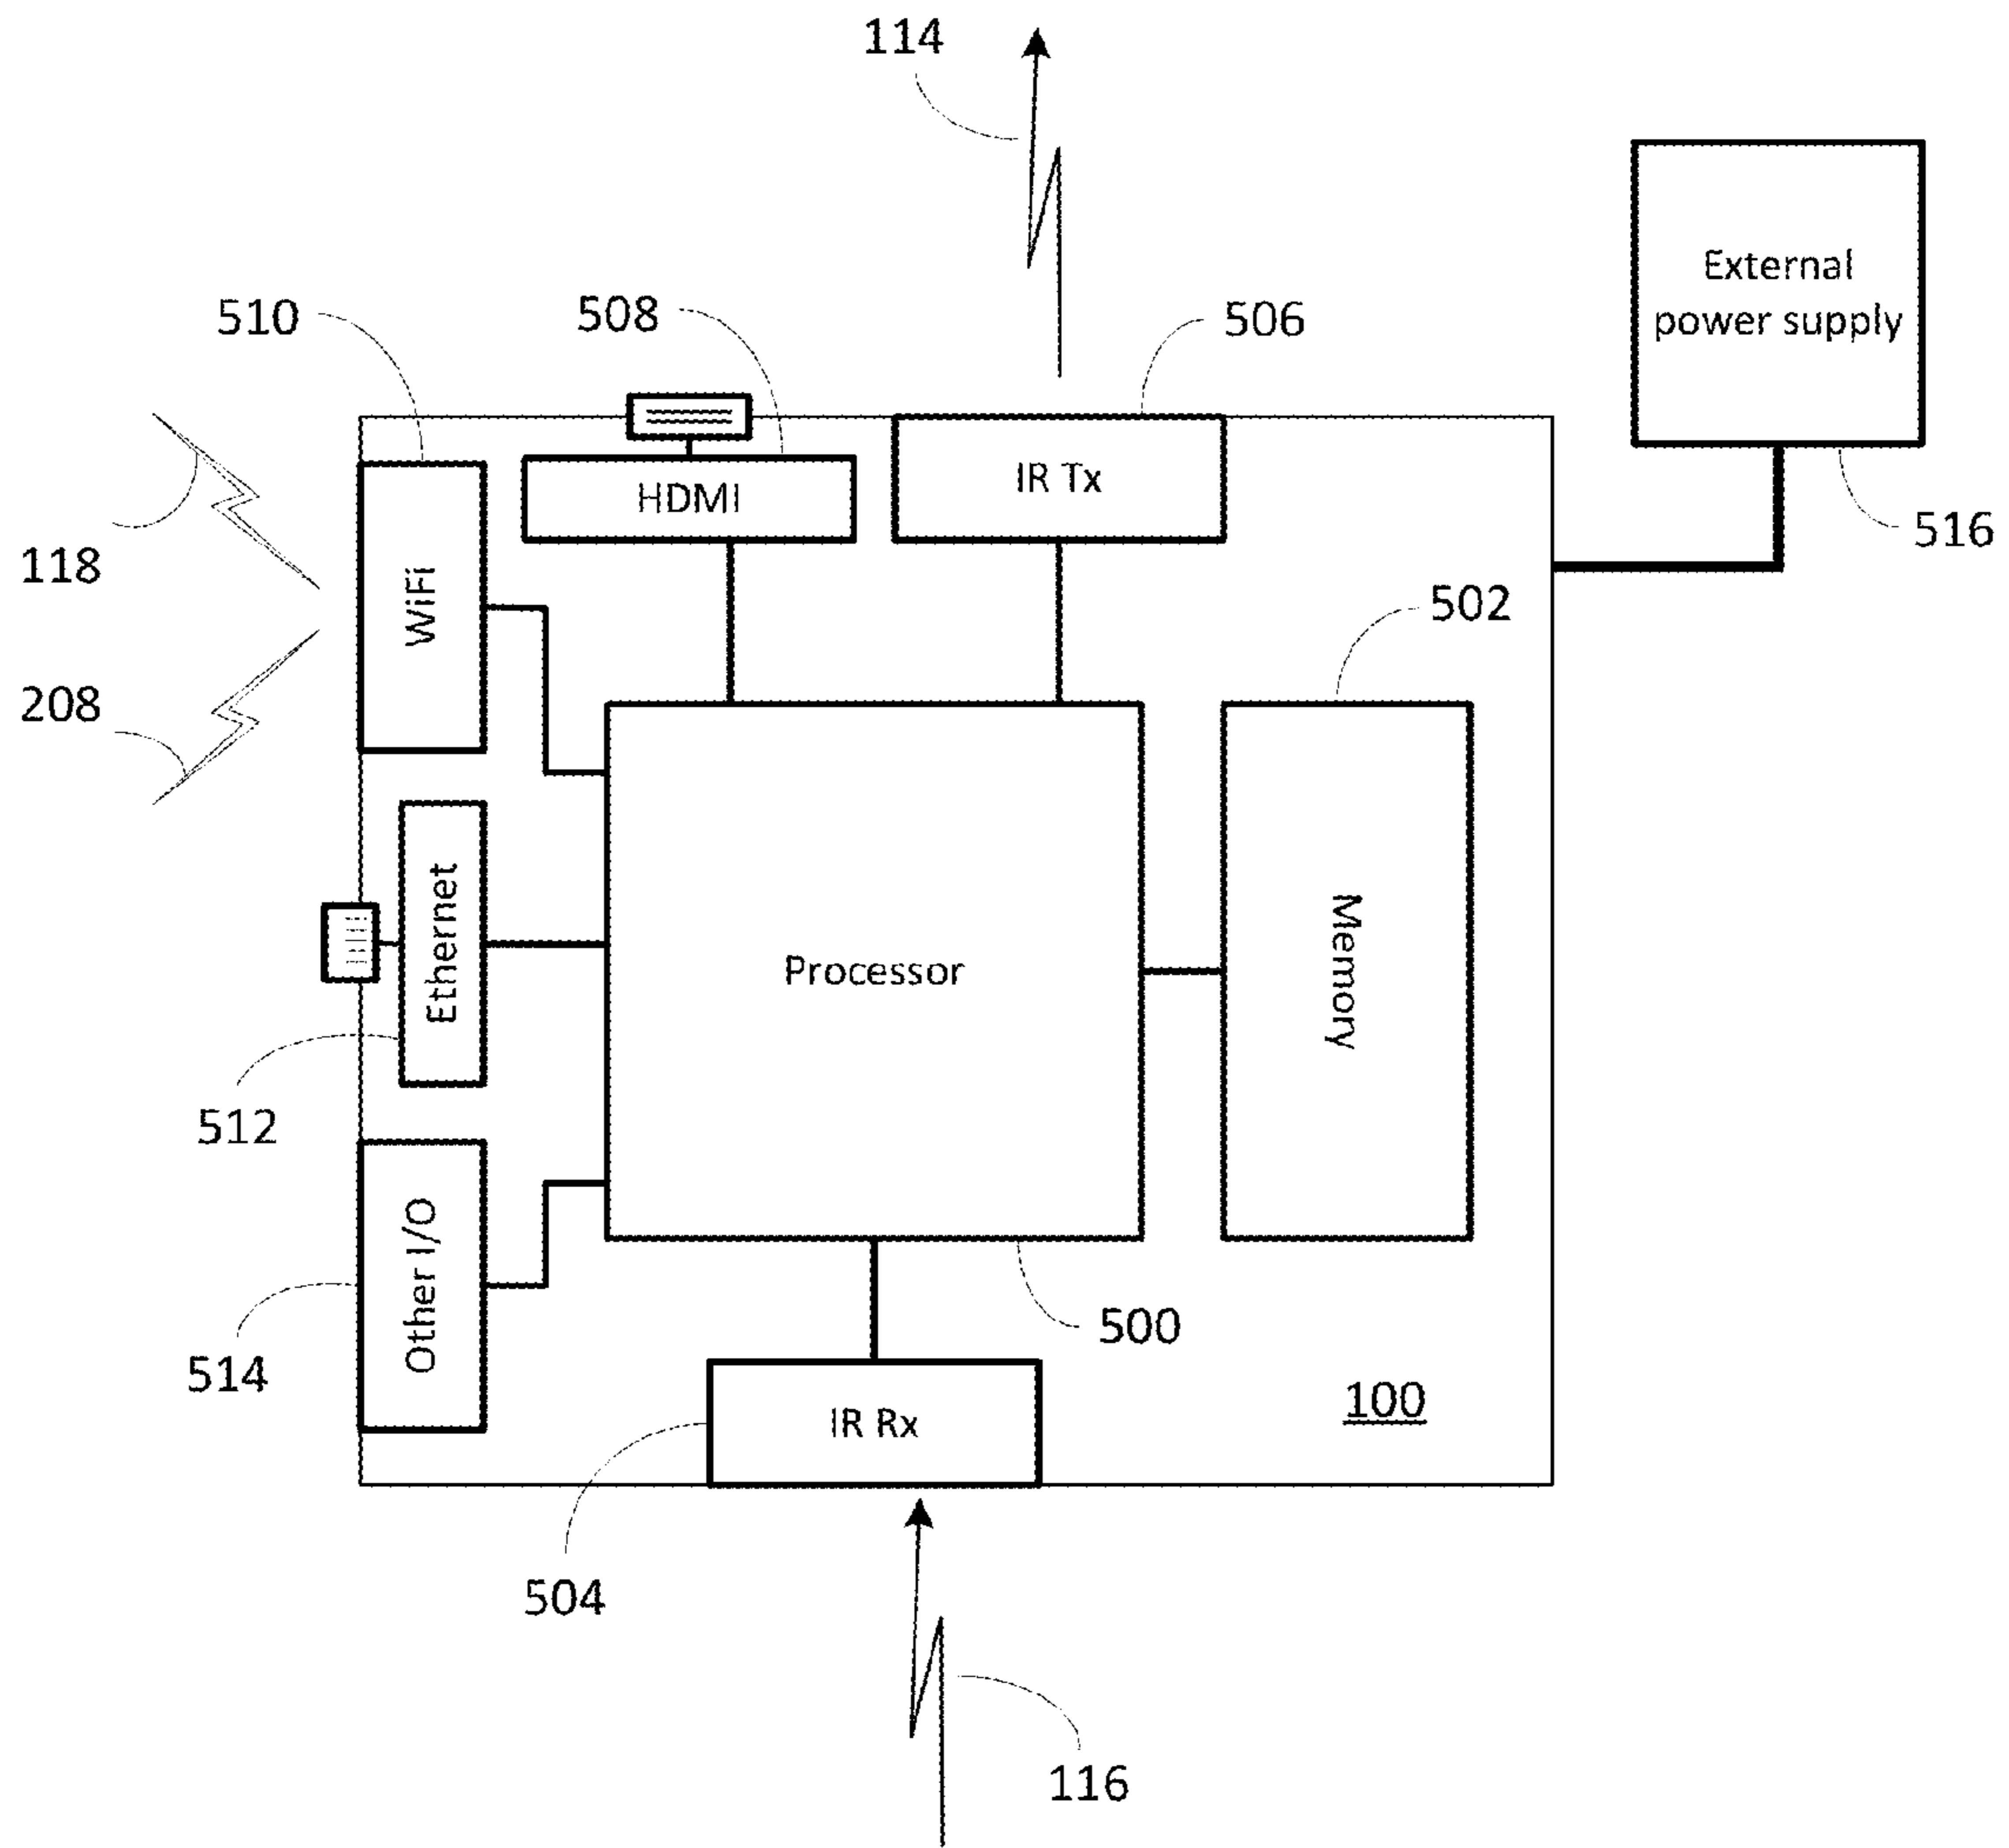 114
External
power supply
510
508
506
516
HDMI
IR Tx
118
WiFi
502
208
Ethernet
Processor
Memory
512
Other I/O
500
514
100
IR Rx
504
116